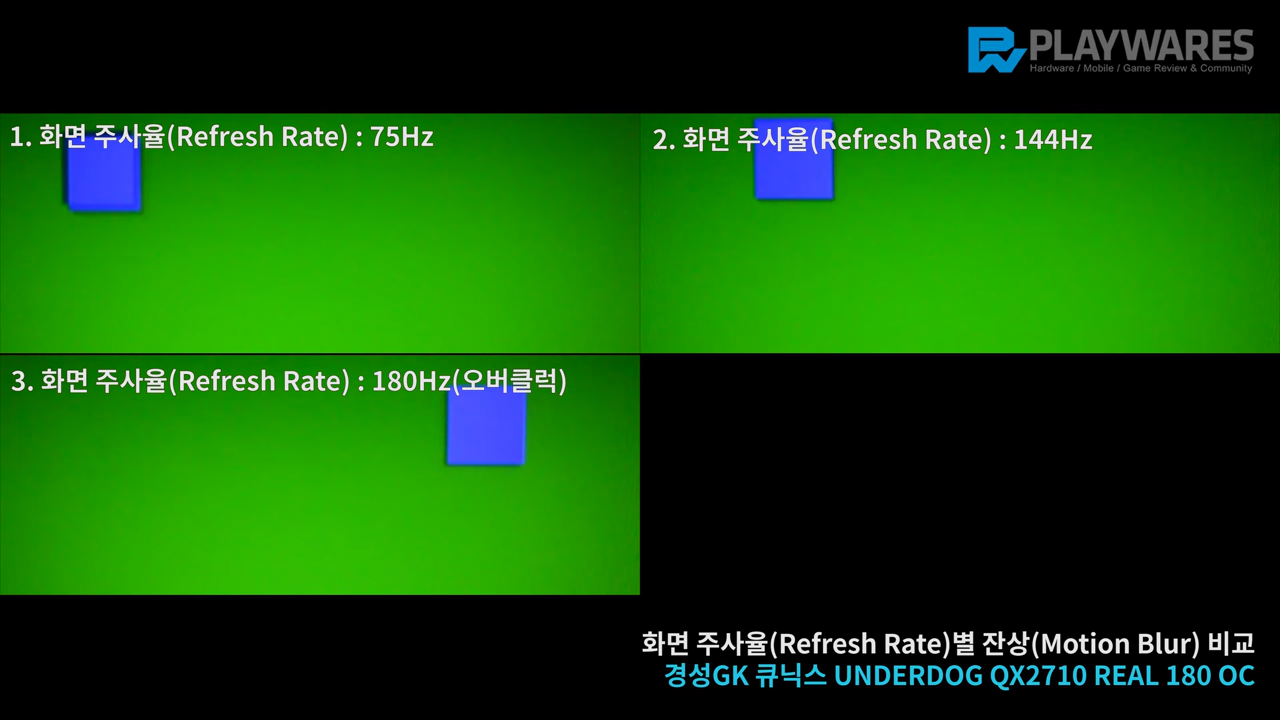 PLAYWARES
Hardware / Mobile / Game Review & Community
1. 화면 주사율(Refresh Rate) : 75Hz
2. 화면 주사율(Refresh Rate) : 144Hz
3. 화면 주사율(Refresh Rate) : 180Hz(오버클럭)
화면 주사율(Refresh Rate)별 잔상(Motion Blur) 비교
경성GK 큐닉스 UNDERDOG QX2710 REAL 180 OC